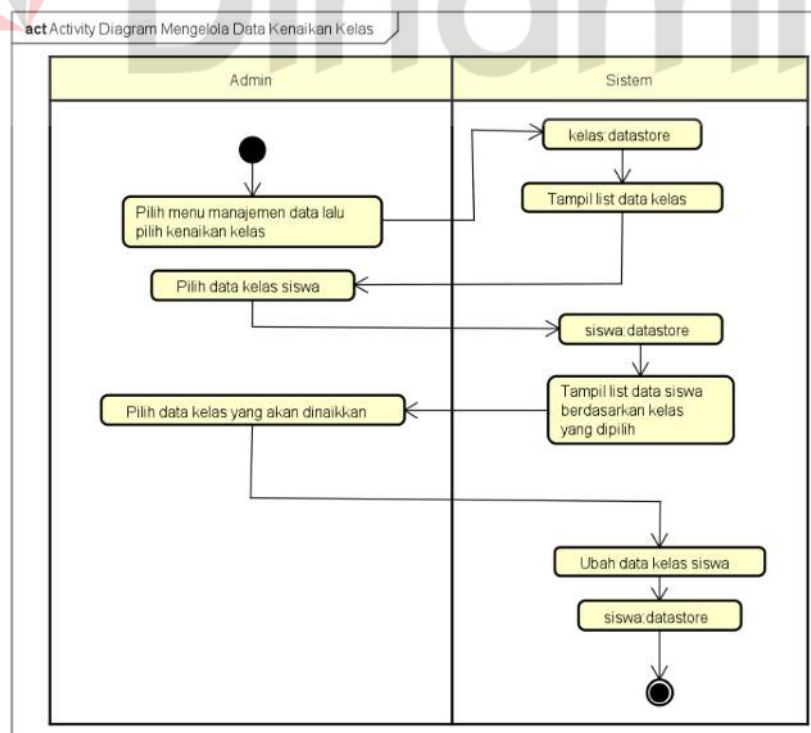 Dinami
act Activity Diagram Mengelola Data Kenaikan Kelas
Admin
Sistem
kelas:datastore
Tampil list data kelas
Pilih menu manajemen data lalu
pilih kenaikan kelas
Pilih data kelas siswa
siswa:datastore
Tampil list data siswa
berdasarkan kelas
yang dipilih
Pilih data kelas yang akan dinaikkan
Ubah data kelas siswa
siswa:datastore